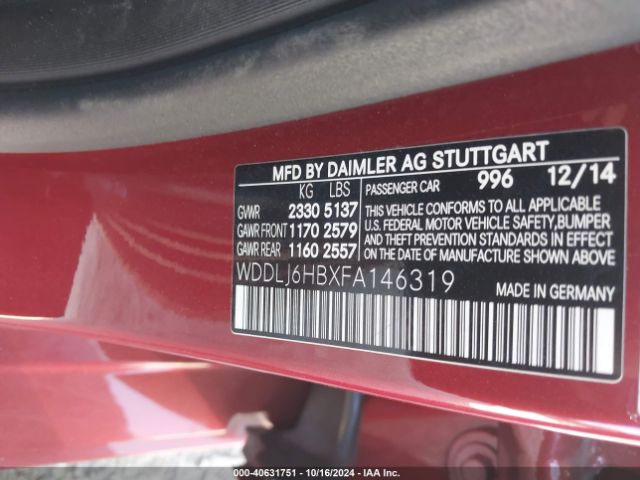 MFD BY DAIMLER AG STUTTGART
KG LBS
GVWR 2330 5137
GAWR FRONT 1170 2579
GAWR REAR 1160 2557
PASSENGER CAR 996 12/14
THIS VEHICLE CONFORMS TO ALL APPLICABLE
U.S. FEDERAL MOTOR VEHICLE SAFETY, BUMPER
AND THEFT PREVENTION STANDARDS IN EFFECT
ON THE DATE OF MANUFACTURE SHOWN ABOVE
WDDLJ6HBXFA146319
MADE IN GERMANY
000-40631751 | 10/16/2024 | IAA Inc.